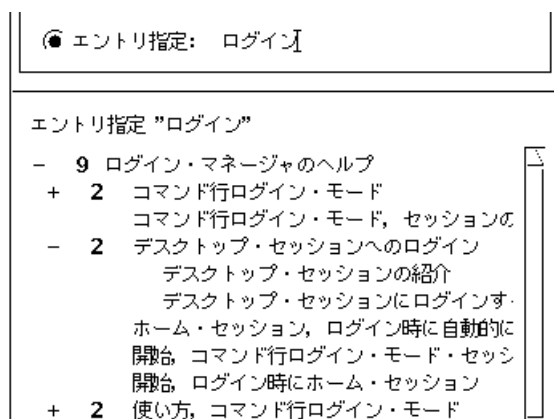 エントリ指定: ログイン
エントリ指定 ”ログイン”
− 9 ログイン・マネージャのヘルプ
+ 2 コマンド行ログイン・モード
コマンド行ログイン・モード, セッションの
− 2 デスクトップ・セッションへのログイン
デスクトップ・セッションの紹介
デスクトップ・セッションにログインす
ホーム・セッション, ログイン時に自動的に
開始, コマンド行ログイン・モード・セッシ
開始, ログイン時にホーム・セッション
+ 2 使い方, コマンド行ログイン・モード